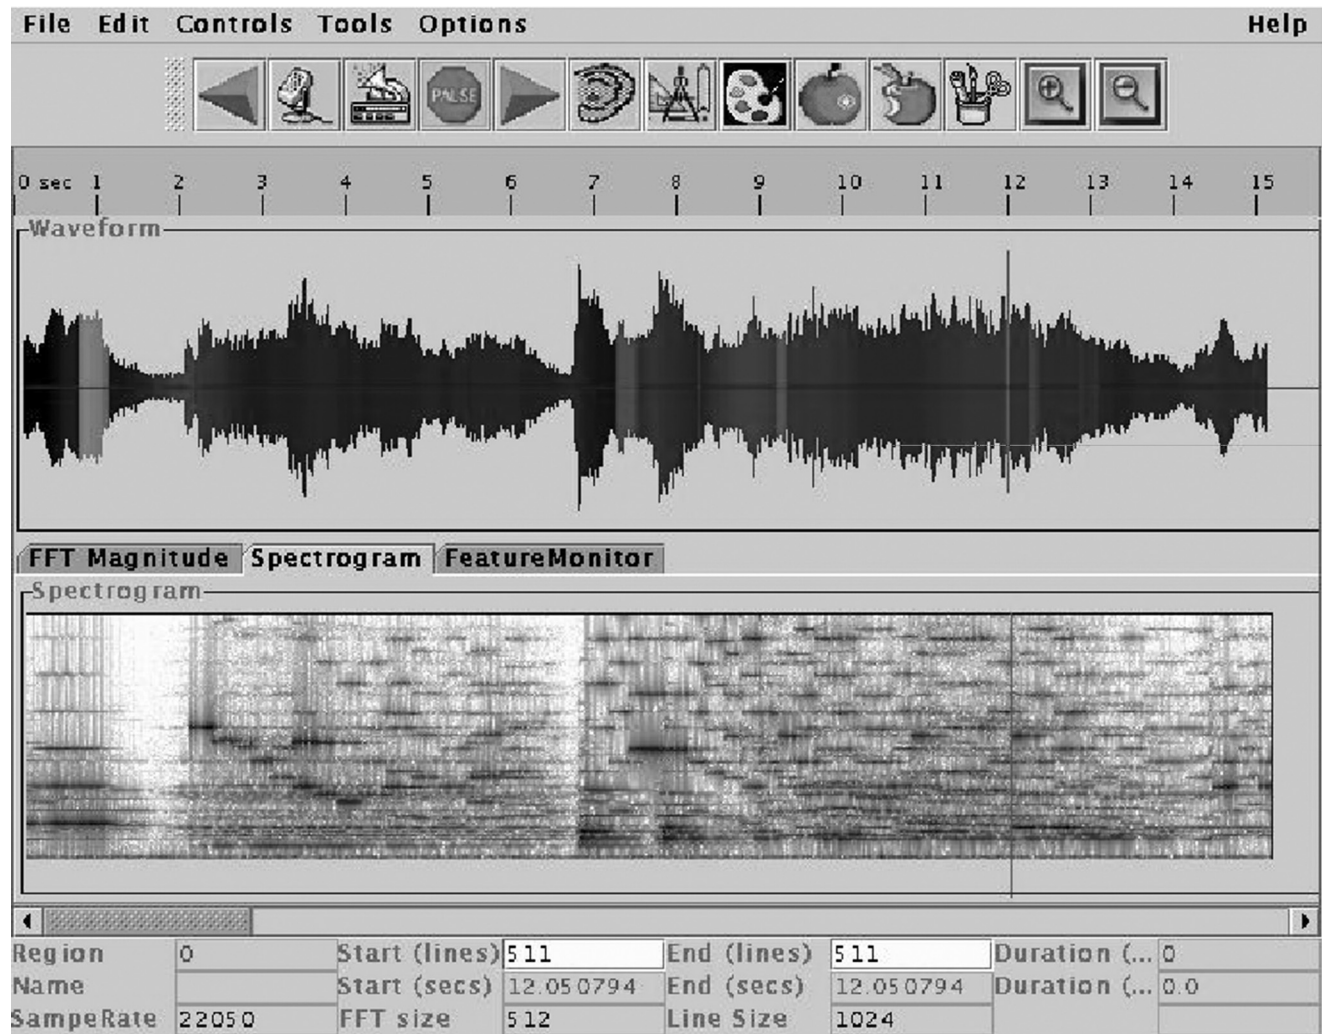 File Edit Controls Tools Options Help
PAUSE
0 sec 1 2 3 4 5 6 7 8 9 10 11 12 13 14 15
Waveform
FFT Magnitude Spectrogram FeatureMonitor
Spectrogram
Region 0 Start (lines) 511 End (lines) 511 Duration (... 0
Name Start (secs) 12.050794 End (secs) 12.050794 Duration (... 0.0
SampeRate 22050 FFT size 512 Line Size 1024